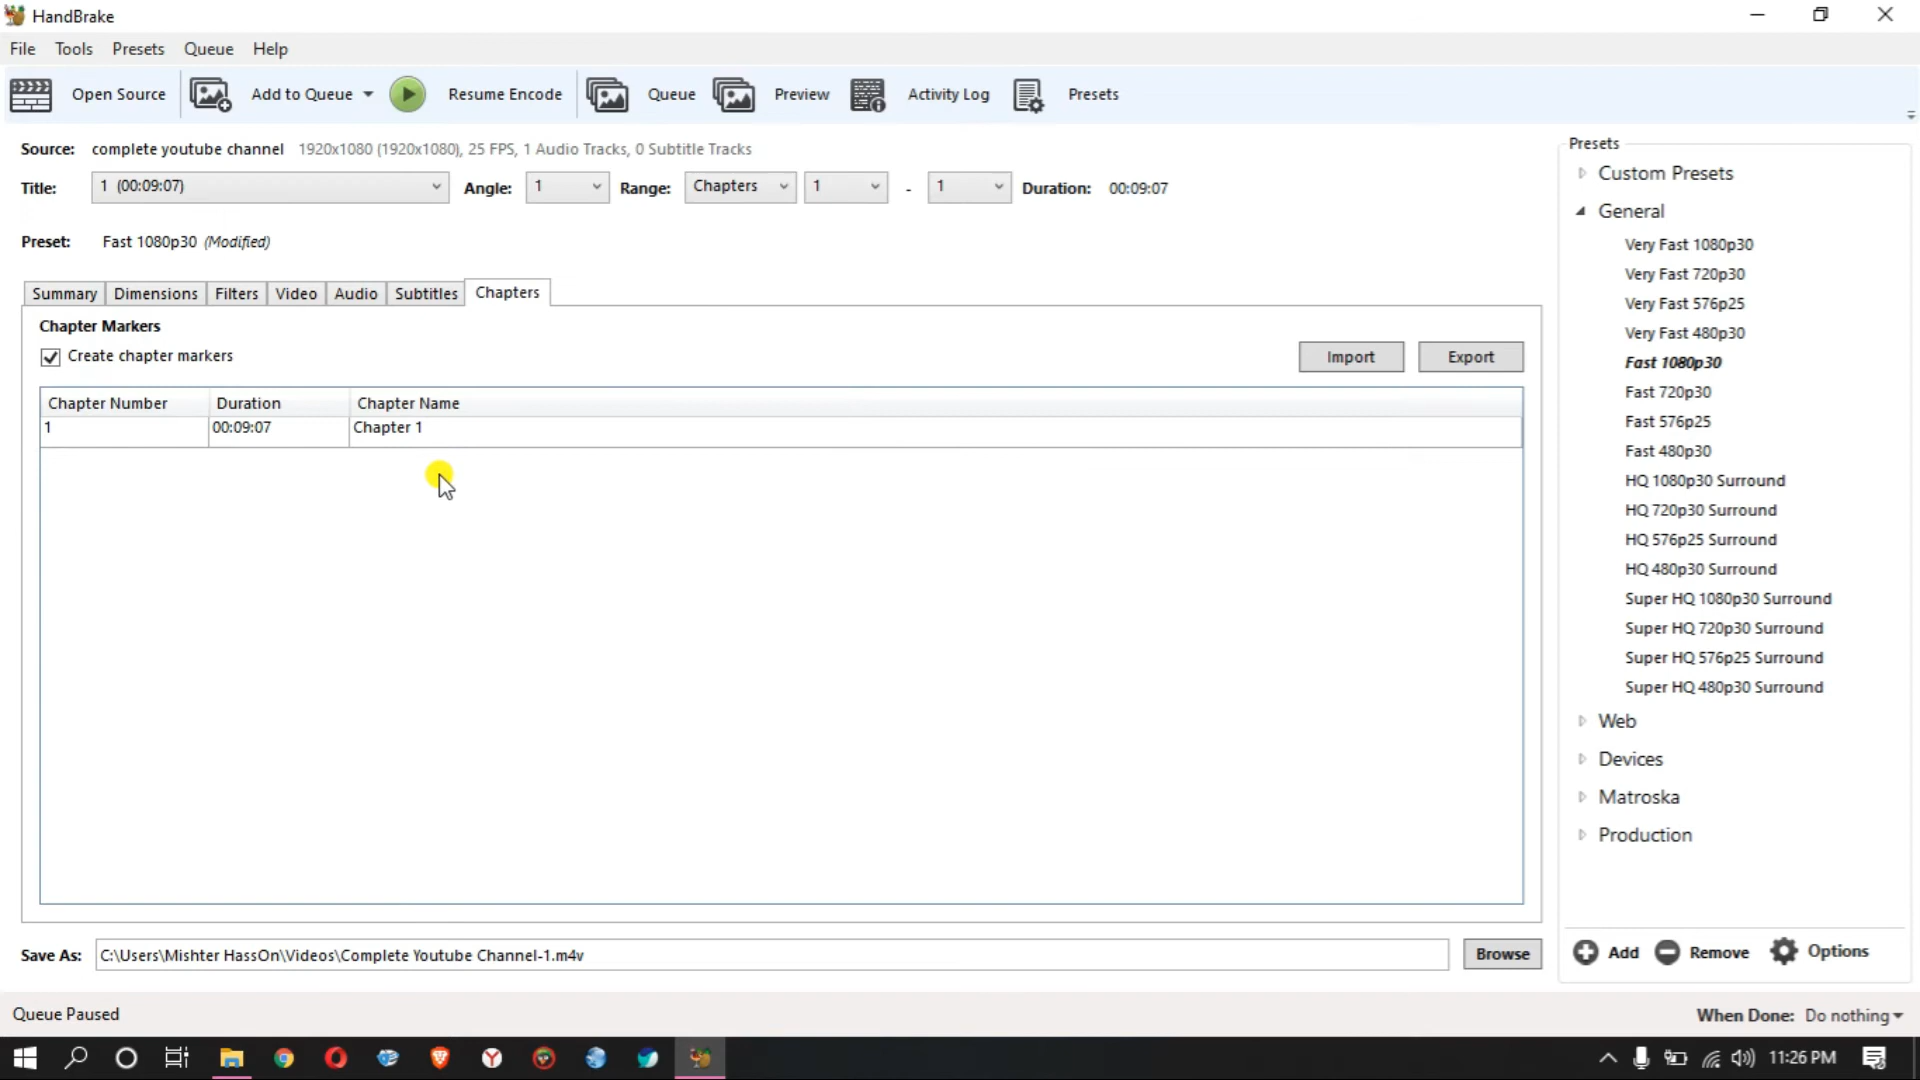 HandBrake
File Tools Presets Queue Help
Open Source Add to Queue Resume Encode Queue Preview Activity Log Presets
Source: complete youtube channel 1920x1080 (1920x1080), 25 FPS, 1 Audio Tracks, 0 Subtitle Tracks
Title: 1 (00:09:07) Angle: 1 Range: Chapters 1 - 1 Duration: 00:09:07
Preset: Fast 1080p30 (Modified)
Summary Dimensions Filters Video Audio Subtitles Chapters
Chapter Markers
Create chapter markers Import Export
Chapter Number Duration Chapter Name
1 00:09:07 Chapter 1
Presets
Custom Presets
General
Very Fast 1080p30
Very Fast 720p30
Very Fast 576p25
Very Fast 480p30
Fast 1080p30
Fast 720p30
Fast 576p25
Fast 480p30
HQ 1080p30 Surround
HQ 720p30 Surround
HQ 576p25 Surround
HQ 480p30 Surround
Super HQ 1080p30 Surround
Super HQ 720p30 Surround
Super HQ 576p25 Surround
Super HQ 480p30 Surround
Web
Devices
Matroska
Production
Add Remove Options
Save As: C:\Users\Mishter HassOn\Videos\Complete Youtube Channel-1.m4v Browse
Queue Paused When Done: Do nothing
11:26 PM